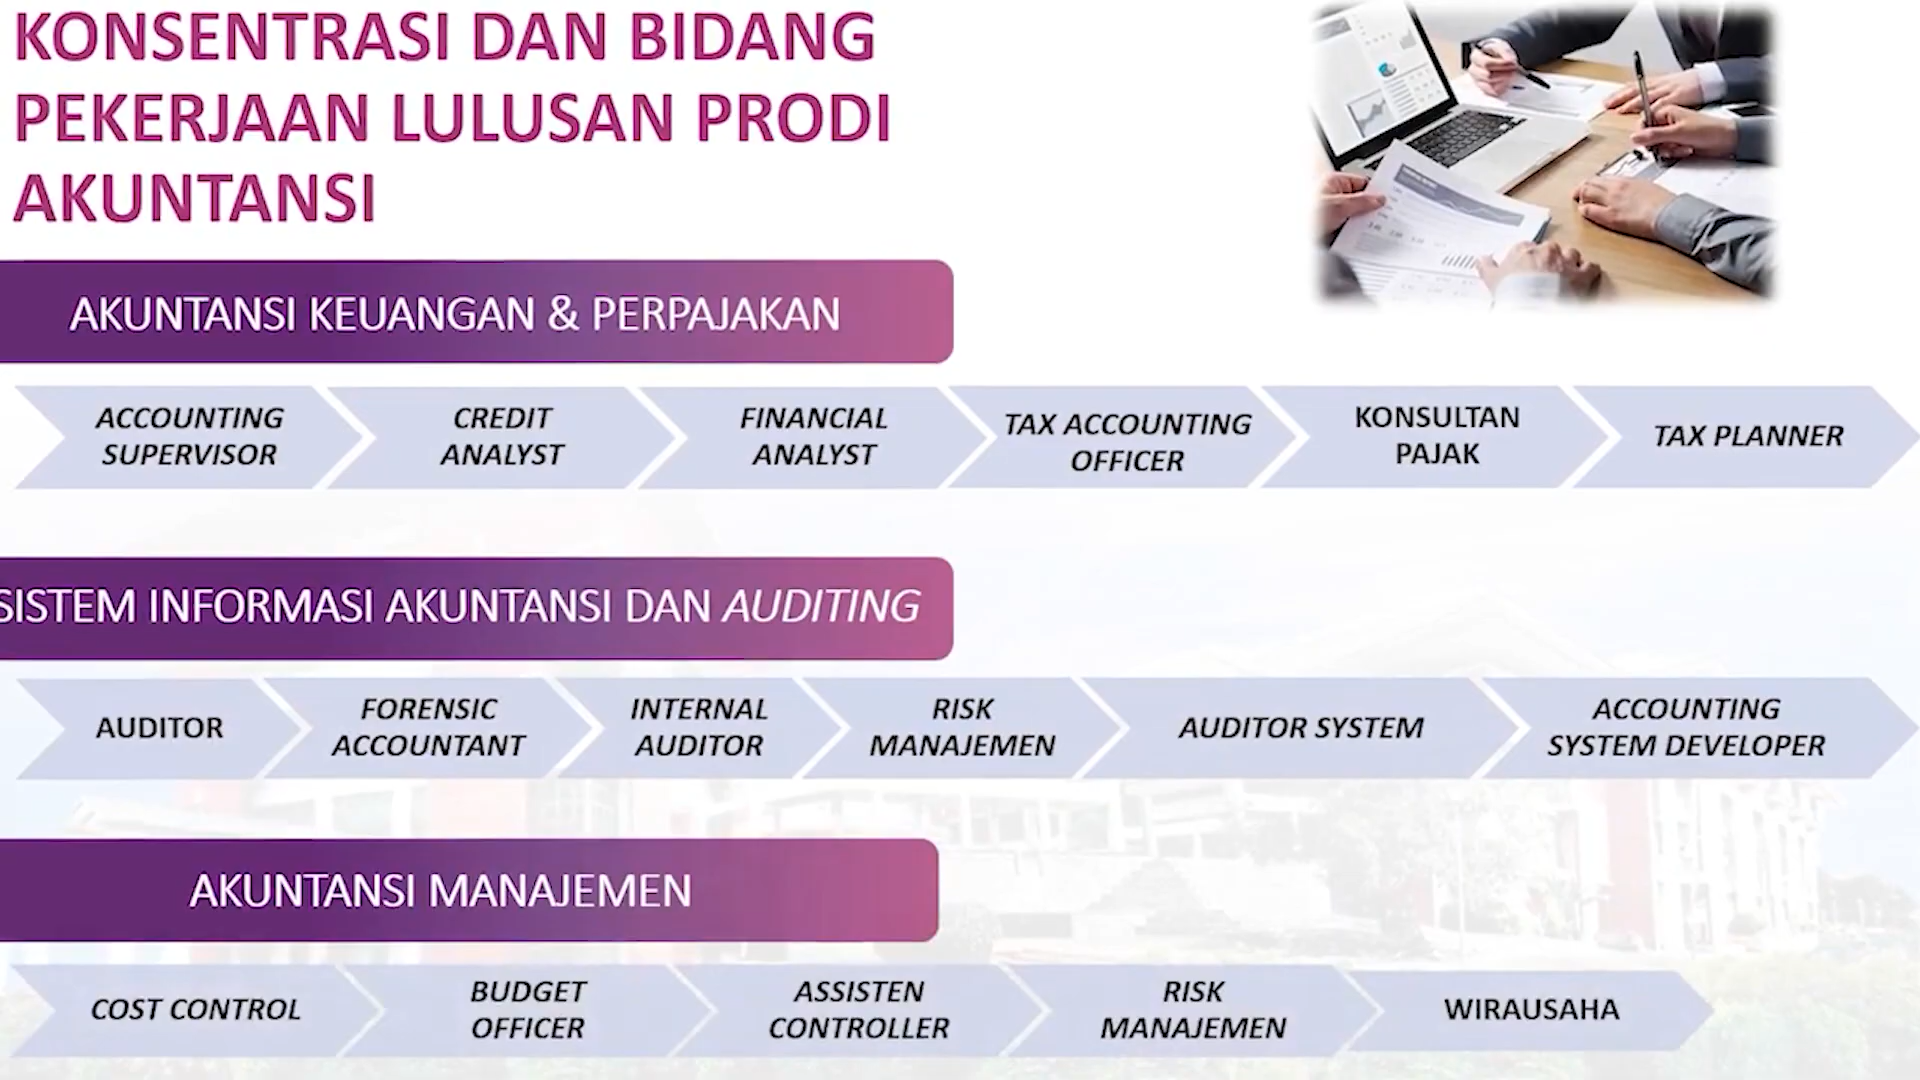 KONSENTRASI DAN BIDANG
PEKERJAAN LULUSAN PRODI
AKUNTANSI
AKUNTANSI KEUANGAN & PERPAJAKAN
ACCOUNTING
SUPERVISOR
CREDIT
ANALYST
FINANCIAL
ANALYST
TAX ACCOUNTING
OFFICER
KONSULTAN
PAJAK
TAX PLANNER
SISTEM INFORMASI AKUNTANSI DAN AUDITING
AUDITOR
FORENSIC
ACCOUNTANT
INTERNAL
AUDITOR
RISK
MANAJEMEN
AUDITOR SYSTEM
ACCOUNTING
SYSTEM DEVELOPER
AKUNTANSI MANAJEMEN
COST CONTROL
BUDGET
OFFICER
ASSISTEN
CONTROLLER
RISK
MANAJEMEN
WIRAUSAHA